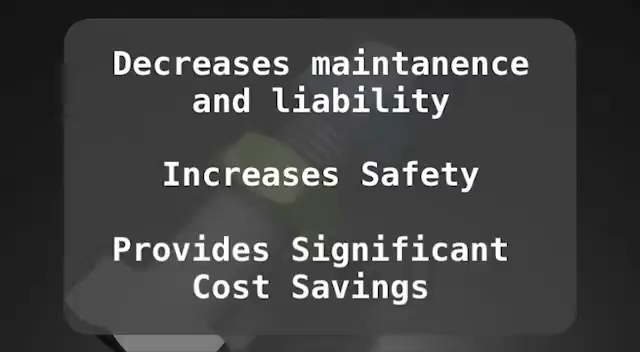 Decreases maintanence
and liability
Increases Safety
Provides Significant
Cost Savings